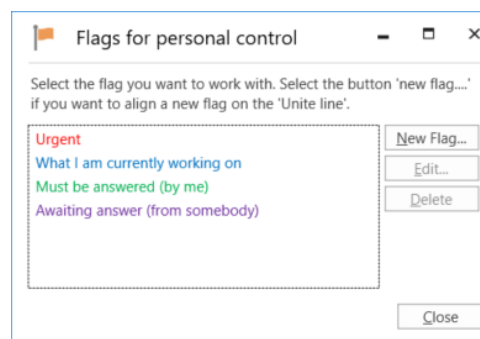 Flags for personal control
Select the flag you want to work with. Select the button 'new flag....'
if you want to align a new flag on the 'Unite line'.
Urgent
What I am currently working on
Must be answered (by me)
Awaiting answer (from somebody)
New Flag...
Edit...
Delete
Close